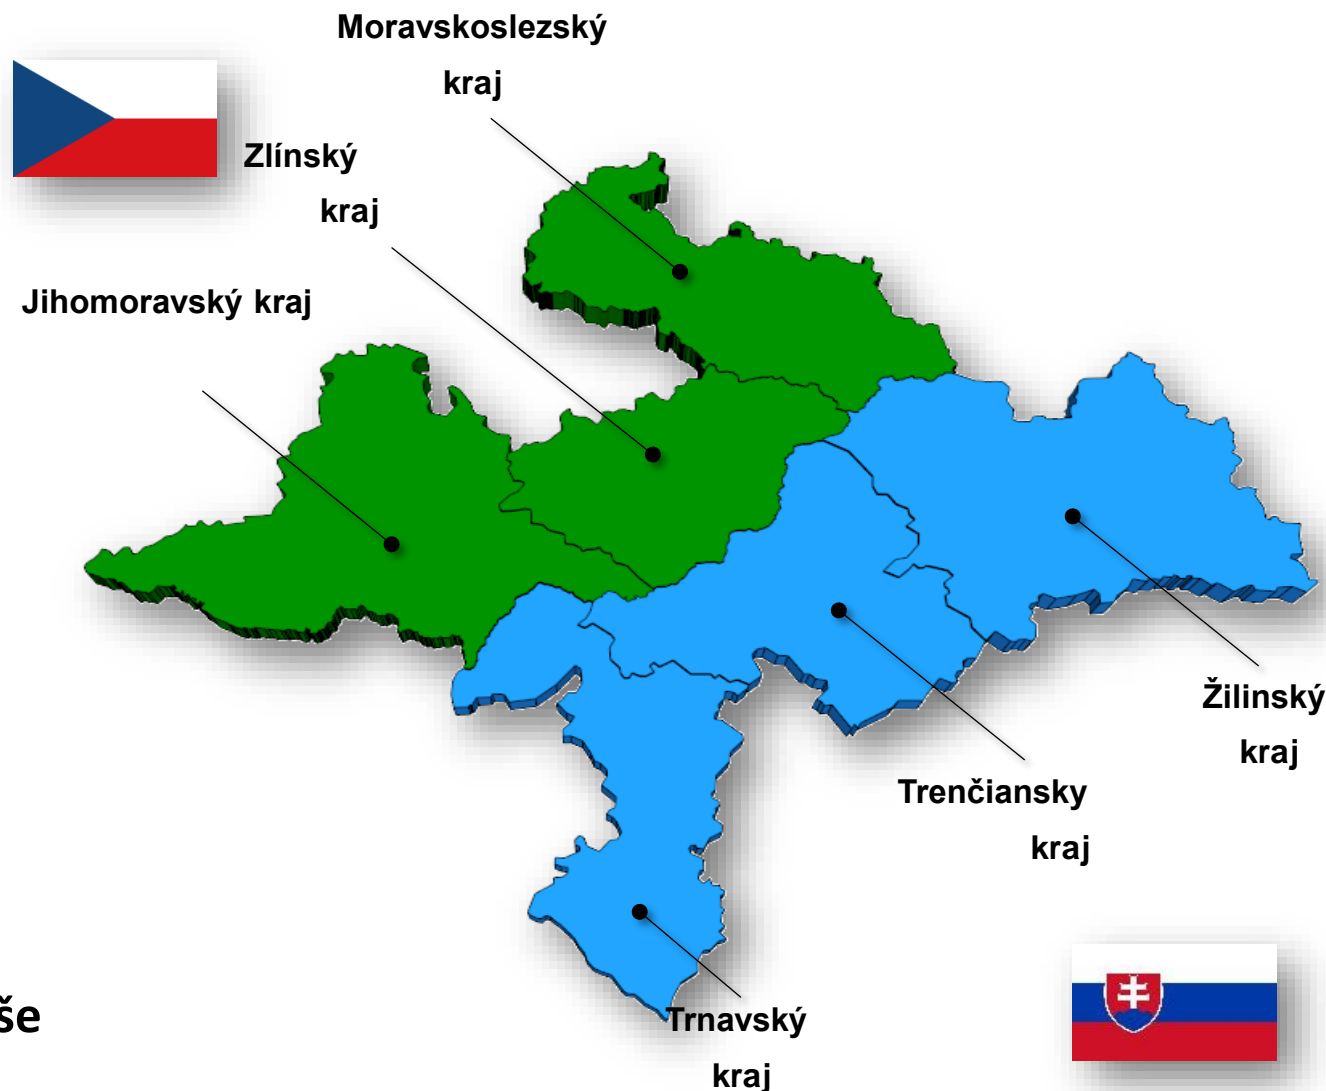 Moravskoslezský
kraj
Zlínský
kraj
Jihomoravský kraj
Žilinský
kraj
Trenčiansky
kraj
še
Trnavský
kraj